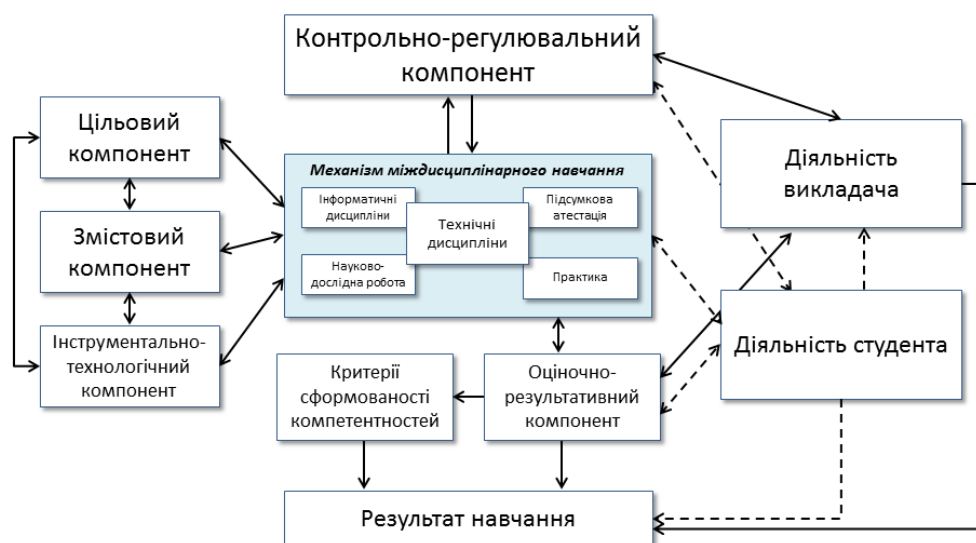 Контрольно-регулювальний
компонент
Цільовий
компонент
Змістовий
компонент
Інструментально-
технологічний
компонент
Механізм міждисциплінарного навчання
Інформатичні
дисципліни
Підсумкова
атестація
Технічні
дисципліни
Науково-
дослідна робота
Практика
Діяльність
викладача
Діяльність студента
Критерії
сформованості
компетентностей
Оціночно-
результативний
компонент
Результат навчання